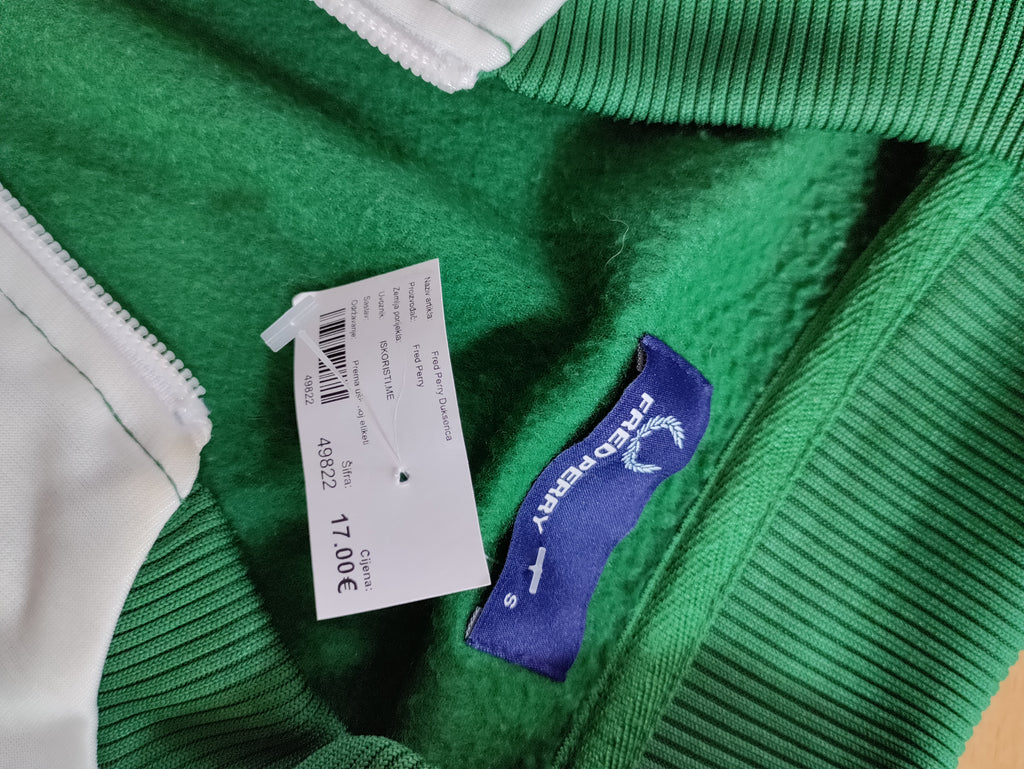 Naziv artikla Fred Perry Dukserica
Proizvođač: Fred Perry
Zemlja porijekla:
Uvoznik: ISKORISTI.ME
Sastav:
Održavanje: Prema etiketi
49822
Šifra:
49822
Cijena:
17.00€
FRED PERRY
S